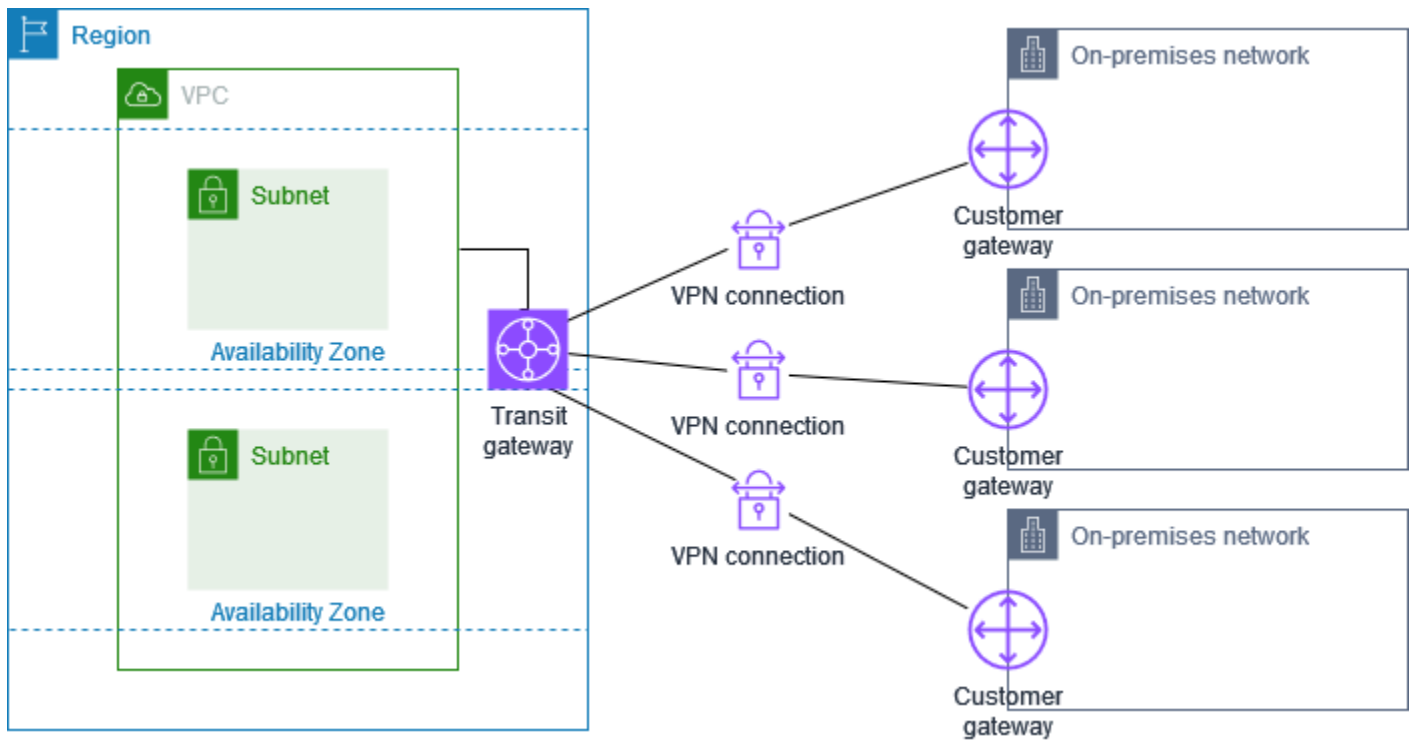 Region
VPC
Subnet
Availability Zone
Subnet
Availability Zone
Transit
gateway
VPN connection
VPN connection
VPN connection
On-premises network
Customer
gateway
On-premises network
Customer
gateway
On-premises network
Customer
gateway